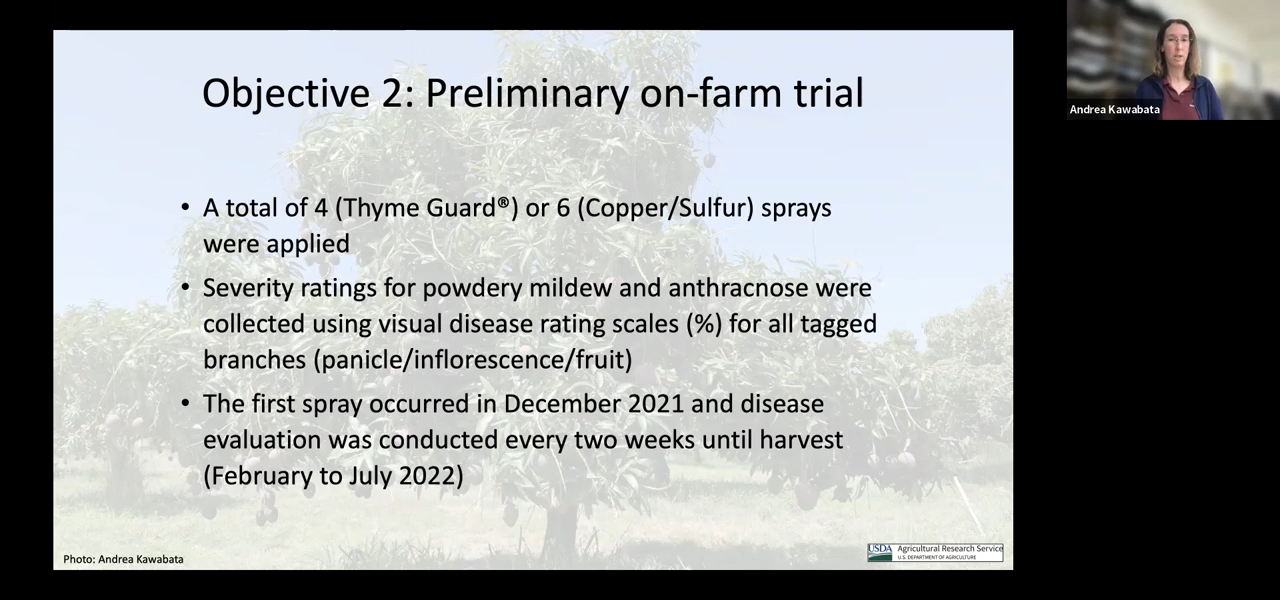 Objective 2: Preliminary on-farm trial
• A total of 4 (Thyme Guard®) or 6 (Copper/Sulfur) sprays
were applied
• Severity ratings for powdery mildew and anthracnose were
collected using visual disease rating scales (%) for all tagged
branches (panicle/inflorescence/fruit)
• The first spray occurred in December 2021 and disease
evaluation was conducted every two weeks until harvest
(February to July 2022)
Photo: Andrea Kawabata
USDA Agricultural Research Service
U.S. DEPARTMENT OF AGRICULTURE
Andrea Kawabata